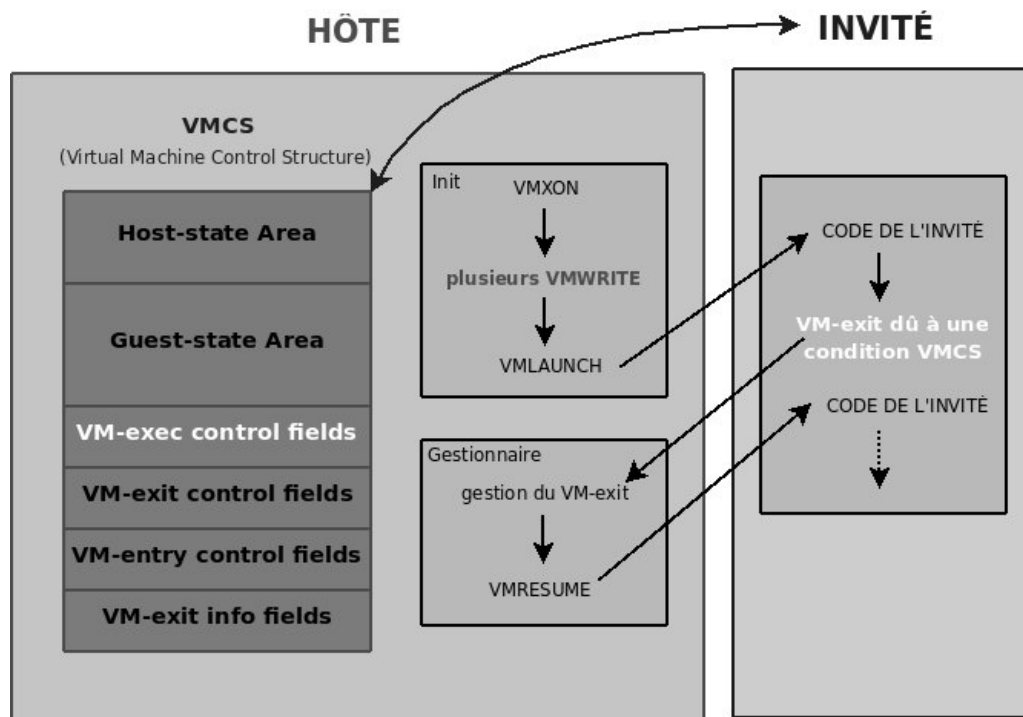 HÔTE
INVITÉ
VMCS
(Virtual Machine Control Structure)
Host-state Area
Guest-state Area
VM-exec control fields
VM-exit control fields
VM-entry control fields
VM-exit info fields
Init
VMXON
plusieurs VMWRITE
VMLAUNCH
Gestionnaire
gestion du VM-exit
VMRESUME
CODE DE L'INVITÉ
VM-exit dû à une
condition VMCS
CODE DE L'INVITÉ